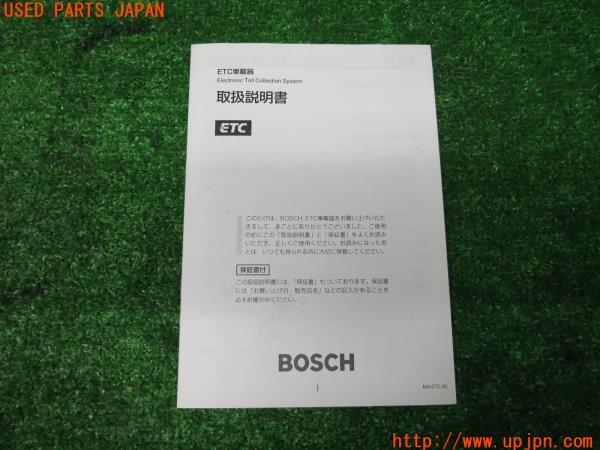 USED PARTS JAPAN
ETC車載器
Electronic Toll Collection System
取扱説明書
ETC
このたびは、BOSCH ETC車載器をお買い上げいただ
きまして、まことにありがとうございました。ご使用
の前にこの「取扱説明書」と「保証書」をよくお読み
いただき、正しくご使用ください。お読みになったあ
とは、いつでも見られる所に大切に保管してください。
保証書付
この取扱説明書には、「保証書」もついております。保証書
には「お買い上げ日・販売店名」などの記入があることを
必ずお確かめください。
BOSCH
1
MA-ETC A2
http://www.upjpn.com/